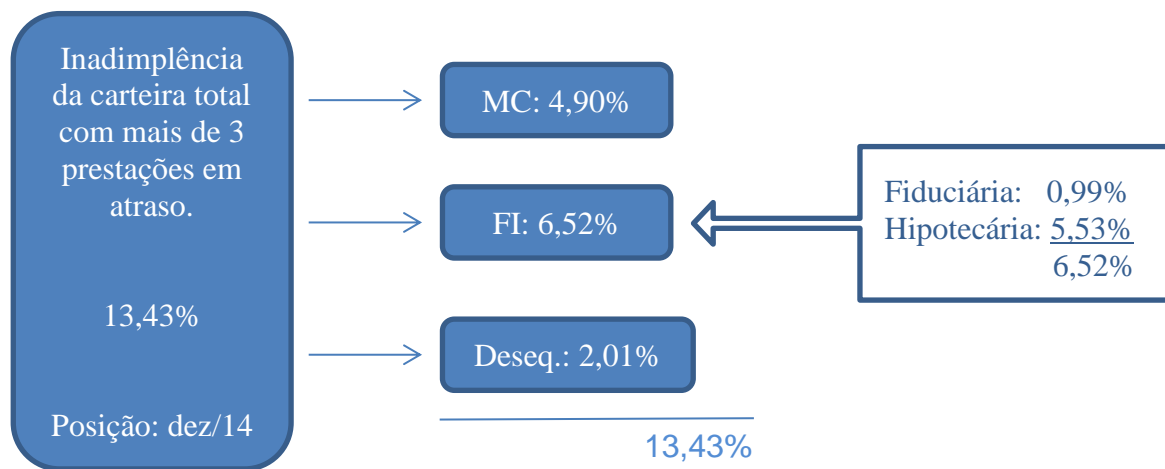 Inadimplência
da carteira total
com mais de 3
prestações em
atraso.
13,43%
Posição: dez/14
MC: 4,90%
FI: 6,52%
Deseq.: 2,01%
13,43%
Fiduciária: 0,99%
Hipotecária: 5,53%
6,52%